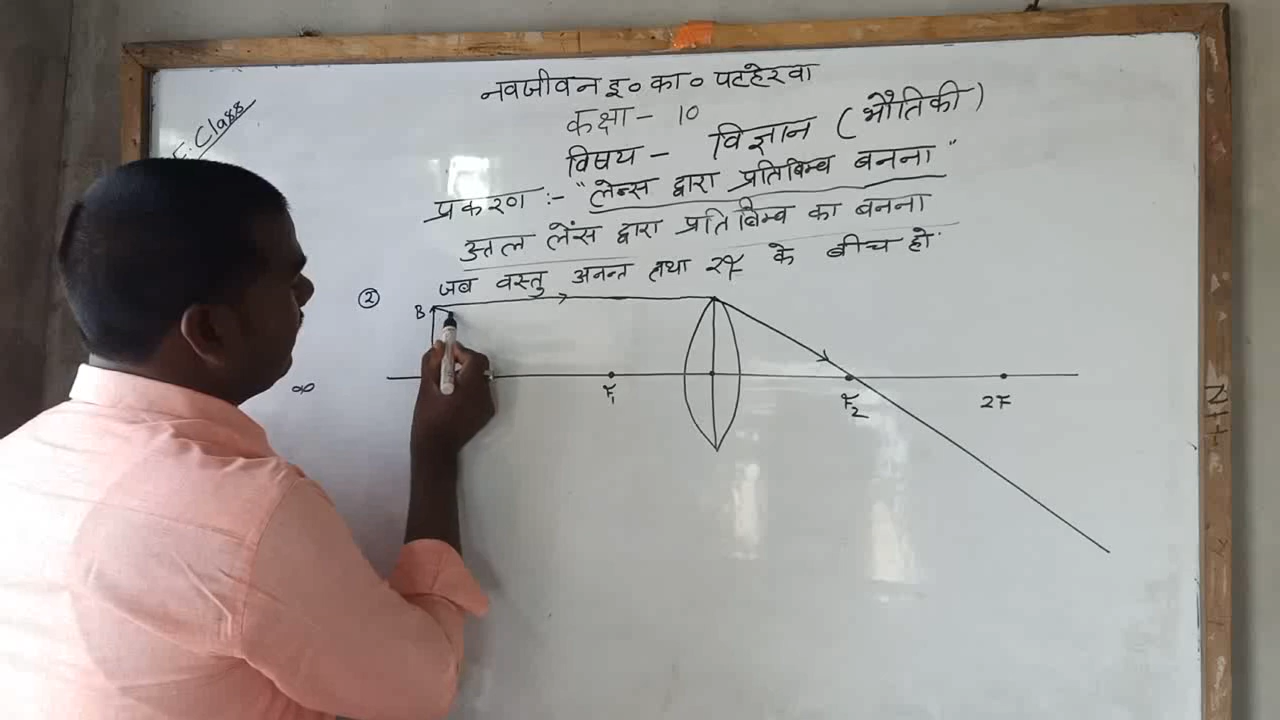 नवजीवन इ० का० पटहेरवा
कक्षा - 10
विषय - विज्ञान (भौतिकी)
E. Class
प्रकरण :- "लेन्स द्वारा प्रतिबिम्ब बनना"
उत्तल लेंस द्वारा प्रतिबिम्ब का बनना
② जब वस्तु अनन्त तथा 2F के बीच हो
B
∞
F1
F2
2F